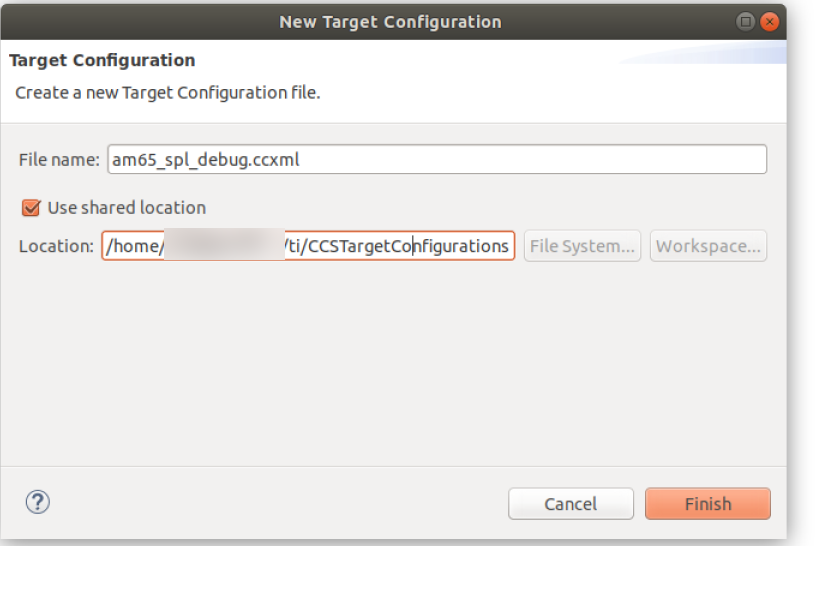 New Target Configuration
Target Configuration
Create a new Target Configuration file.
File name: am65_spl_debug.ccxml
Use shared location
Location: /home/ /ti/CCSTargetConfigurations File System... Workspace...
? Cancel Finish